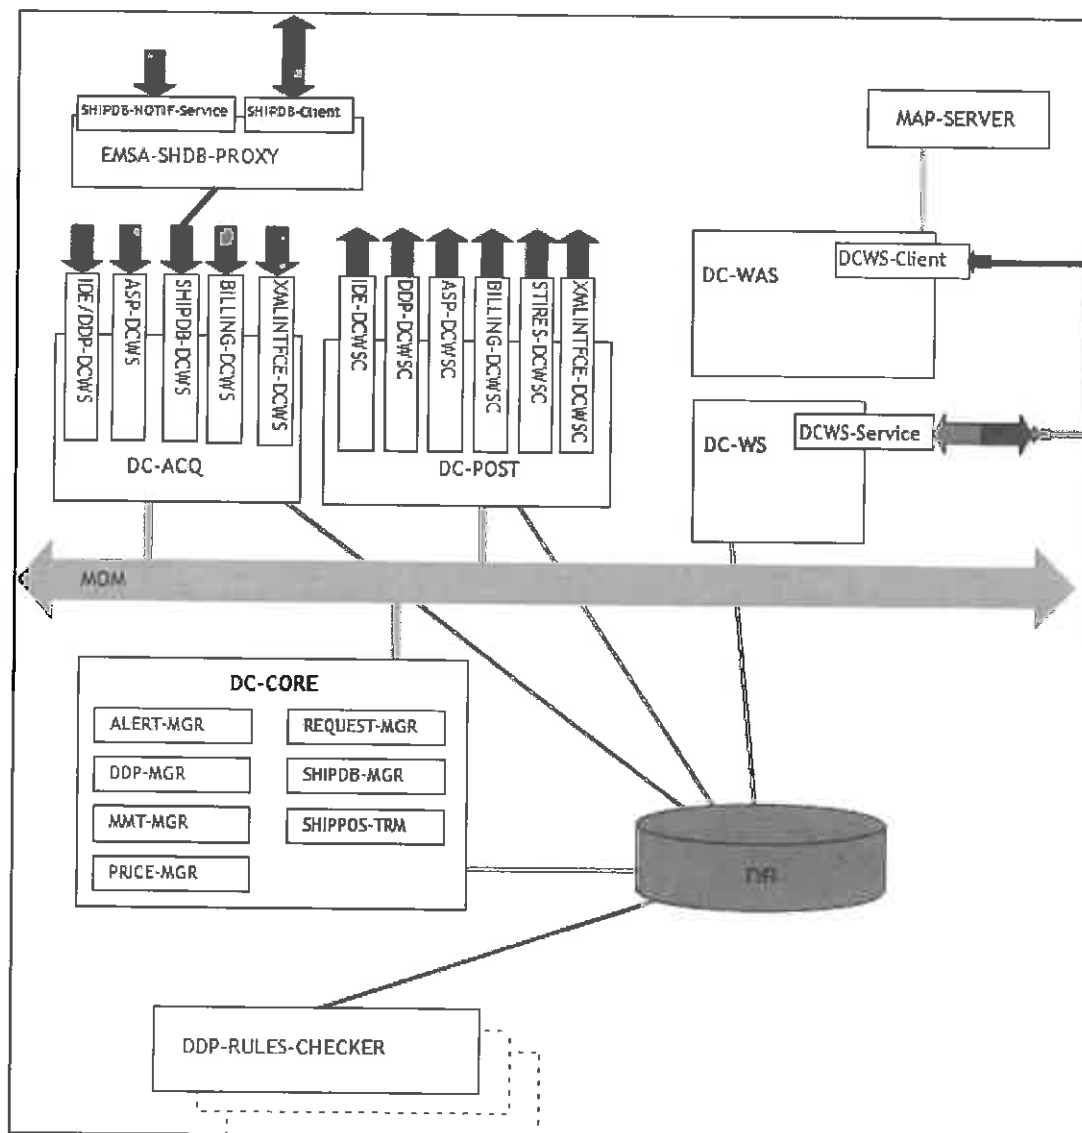 SHIPDB-NOTIF-Service
SHIPDB-Client
EMSA-SHDB-PROXY
MAP-SERVER
IDE/DDP-DCWS
ASP-DCWS
SHIPDB-DCWS
BILLING-DCWS
XMLINTFCE-DCWS
DC-ACQ
IDE-DCWSC
DDP-DCWSC
ASP-DCWSC
BILLING-DCWSC
STIRES-DCWSC
XMLINTFCE-DCWSC
DC-POST
DC-WAS
DCWS-Client
DC-WS
DCWS-Service
MOM
DC-CORE
ALERT-MGR
REQUEST-MGR
DDP-MGR
SHIPDB-MGR
MMT-MGR
SHIPPOS-TRM
PRICE-MGR
DDP-RULES-CHECKER